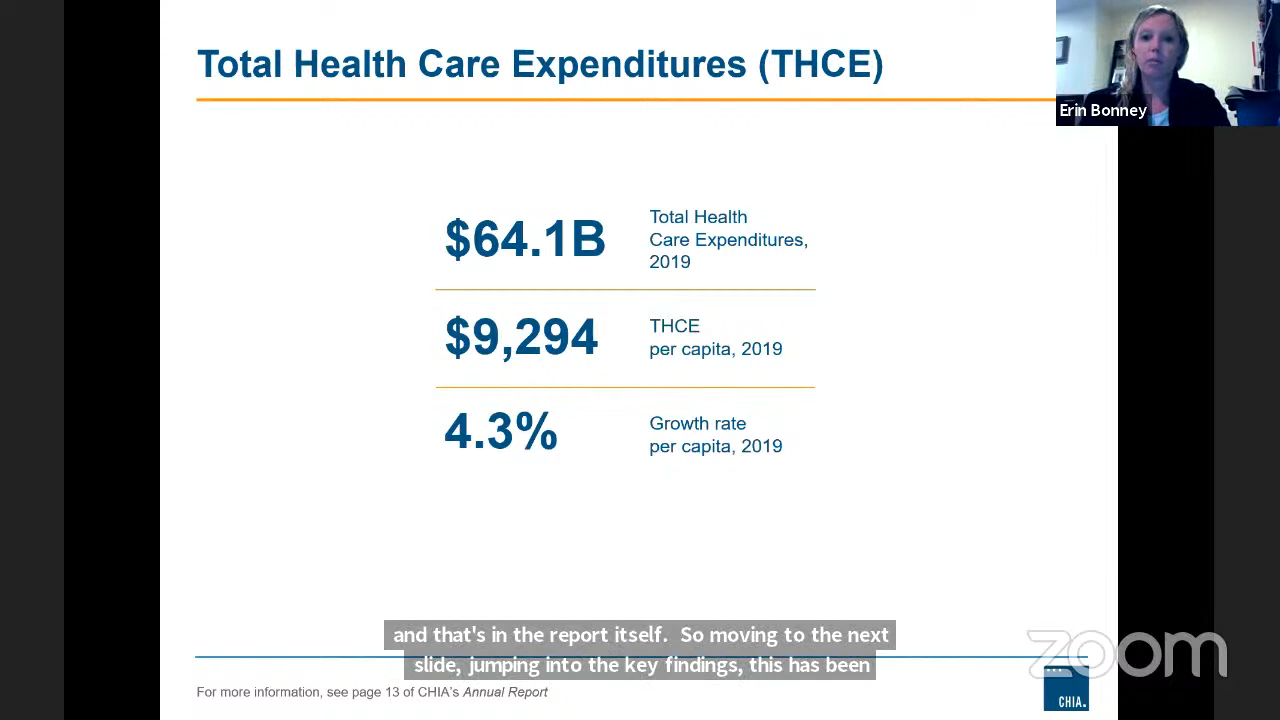 Total Health Care Expenditures (THCE)
Erin Bonney
$64.1B
Total Health
Care Expenditures,
2019
$9,294
THCE
per capita, 2019
4.3%
Growth rate
per capita, 2019
and that's in the report itself. So moving to the next
slide, jumping into the key findings, this has been
For more information, see page 13 of CHIA's Annual Report
CHIA.
zoom